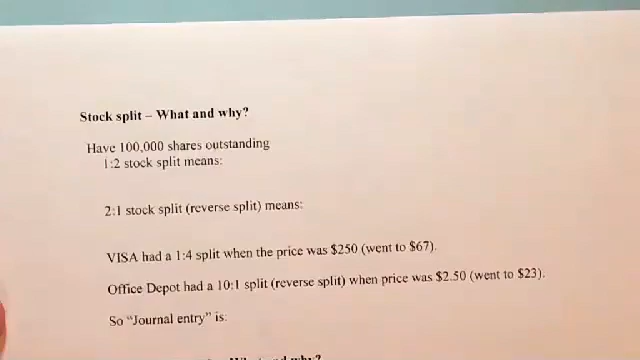 Stock split – What and why?
Have 100,000 shares outstanding
1:2 stock split means:
2:1 stock split (reverse split) means:
VISA had a 1:4 split when the price was $250 (went to $67).
Office Depot had a 10:1 split (reverse split) when price was $2.50 (went to $23).
So “Journal entry” is: